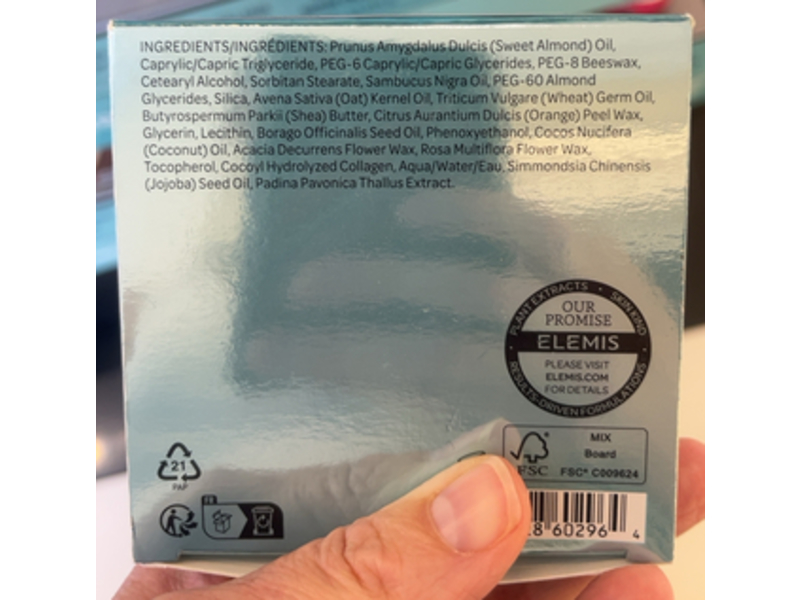 INGREDIENTS/INGRÉDIENTS: Prunus Amygdalus Dulcis (Sweet Almond) Oil,
Caprylic/Capric Triglyceride, PEG-6 Caprylic/Capric Glycerides, PEG-8 Beeswax,
Cetearyl Alcohol, Sorbitan Stearate, Sambucus Nigra Oil, PEG-60 Almond
Glycerides, Silica, Avena Sativa (Oat) Kernel Oil, Triticum Vulgare (Wheat) Germ Oil,
Butyrospermum Parkii (Shea) Butter, Citrus Aurantium Dulcis (Orange) Peel Wax,
Glycerin, Lecithin, Borago Officinalis Seed Oil, Phenoxyethanol, Cocos Nucifera
(Coconut) Oil, Acacia Decurrens Flower Wax, Rosa Multiflora Flower Wax,
Tocopherol, Cocoyl Hydrolyzed Collagen, Aqua/Water/Eau, Simmondsia Chinensis
(Jojoba) Seed Oil, Padina Pavonica Thallus Extract.
PLANT EXTRACTS • SKIN KIND •
OUR
PROMISE
ELEMIS
PLEASE VISIT
ELEMIS.COM
FOR DETAILS
RESULTS-DRIVEN FORMULATIONS
MIX
Board
FSC
FSC® C009624
21
PAP
FR
860296 4